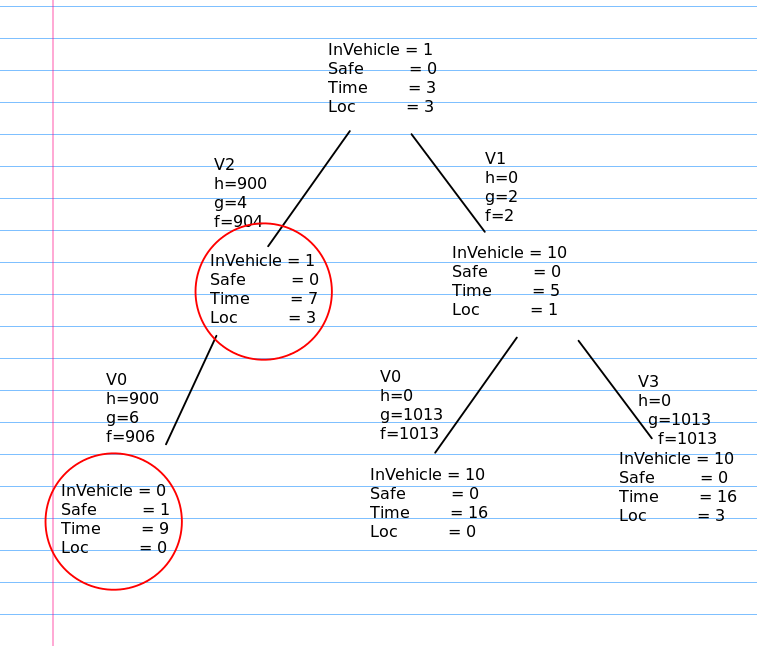 InVehicle = 1
Safe = 0
Time = 3
Loc = 3
V2
h=900
g=4
f=904
V1
h=0
g=2
f=2
InVehicle = 1
Safe = 0
Time = 7
Loc = 3
InVehicle = 10
Safe = 0
Time = 5
Loc = 1
V0
h=900
g=6
f=906
V0
h=0
g=1013
f=1013
V3
h=0
g=1013
f=1013
InVehicle = 0
Safe = 1
Time = 9
Loc = 0
InVehicle = 10
Safe = 0
Time = 16
Loc = 0
InVehicle = 10
Safe = 0
Time = 16
Loc = 3